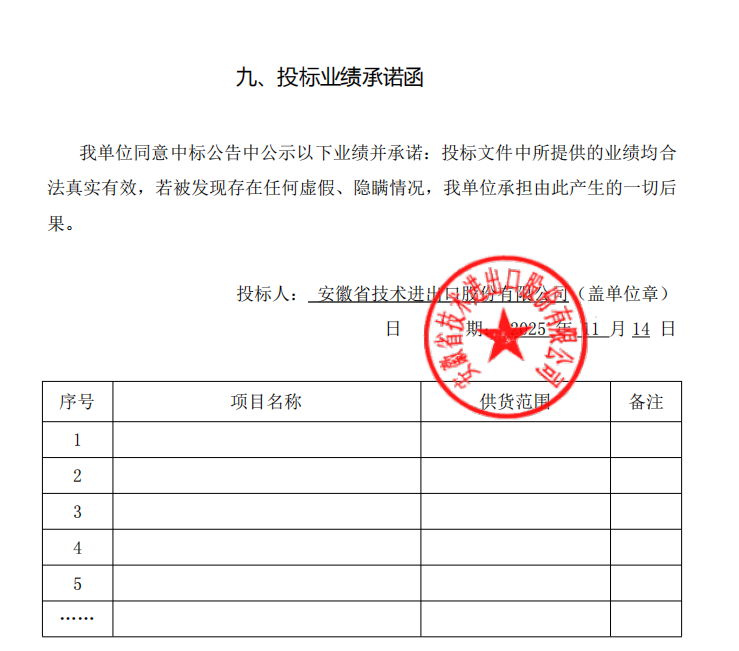 九、投标业绩承诺函
我单位同意中标公告中公示以下业绩并承诺：投标文件中所提供的业绩均合
法真实有效，若被发现存在任何虚假、隐瞒情况，我单位承担由此产生的一切后
果。
投标人： 安徽省技术进出口股份有限公司（盖单位章）
日 期： 2025 年 11 月 14 日
安徽省技术进出口股份有限公司
序号 项目名称 供货范围 备注
1
2
3
4
5
……